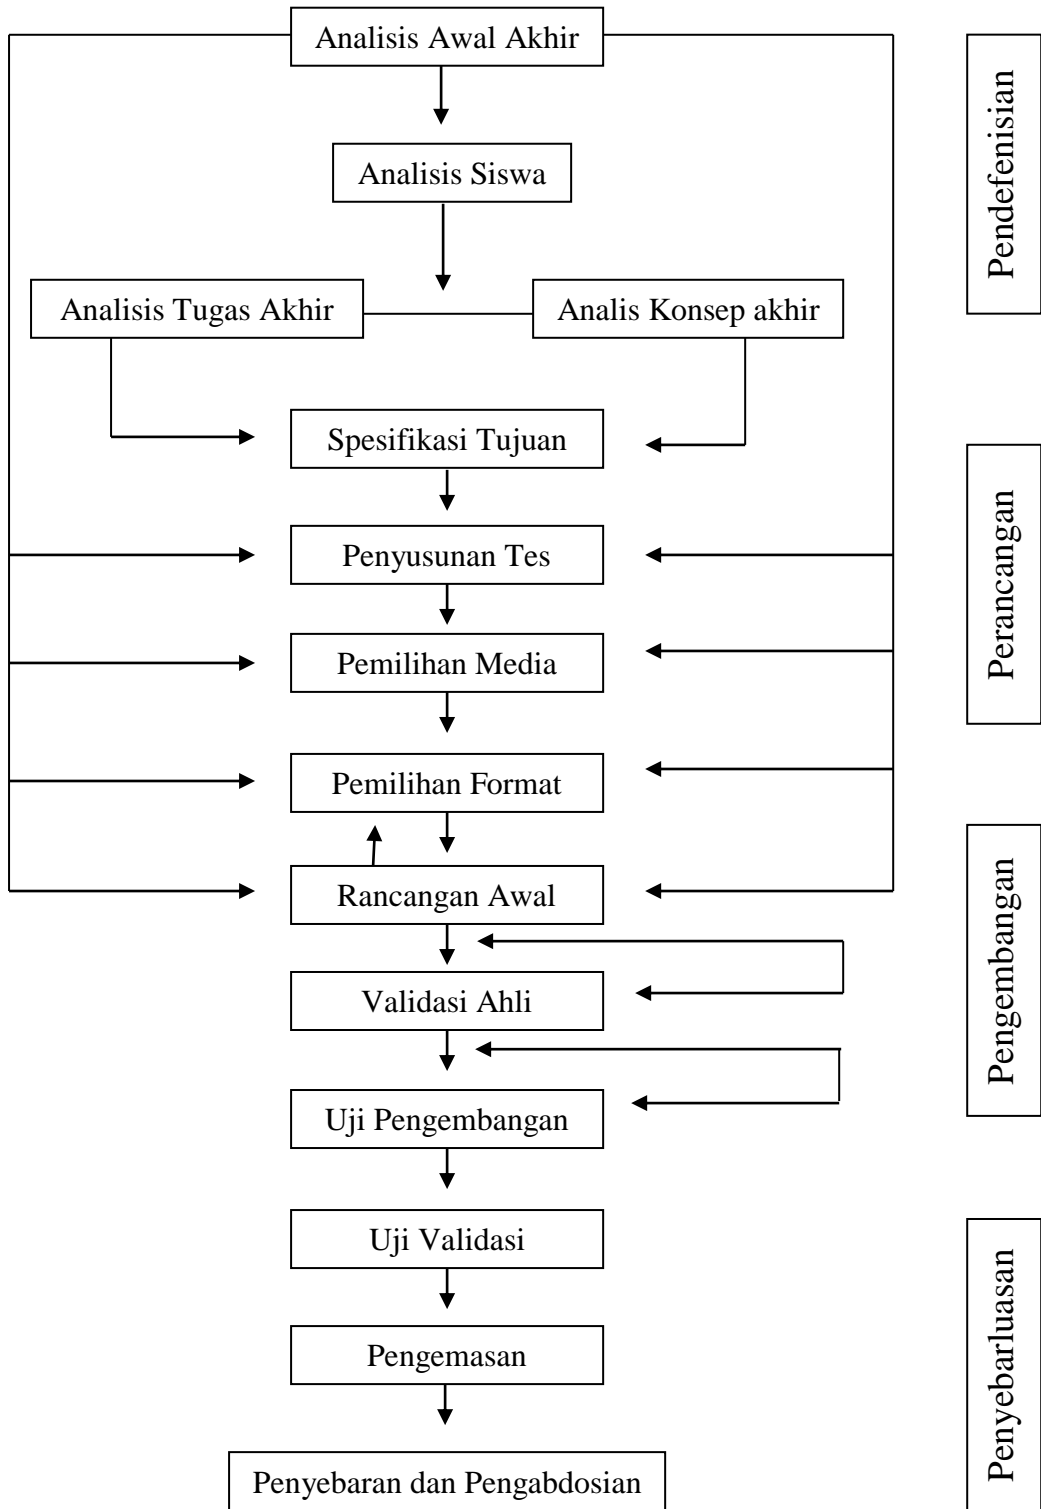 Analisis Awal Akhir
Pendefenisian
Analisis Siswa
Analisis Tugas Akhir
Analis Konsep akhir
Spesifikasi Tujuan
Perancangan
Penyusunan Tes
Pemilihan Media
Pemilihan Format
Pengembangan
Rancangan Awal
Validasi Ahli
Uji Pengembangan
Uji Validasi
Penyebarluasan
Pengemasan
Penyebaran dan Pengabdosian